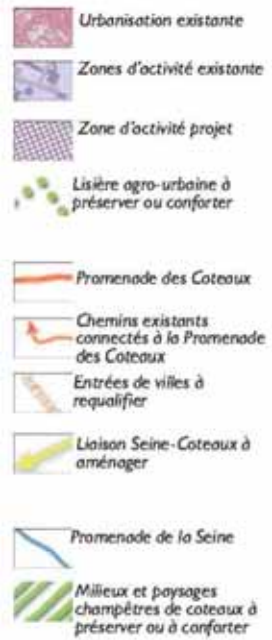 Urbanisation existante
Zones d'activité existante
Zone d'activité projet
Lisière agro-urbaine à
préserver ou conforter
Promenade des Coteaux
Chemins existants
connectés à la Promenade
des Coteaux
Entrées de villes à
requalifier
Liaison Seine-Coteaux à
aménager
Promenade de la Seine
Milieux et paysages
champêtres de coteaux à
préserver ou à conforter